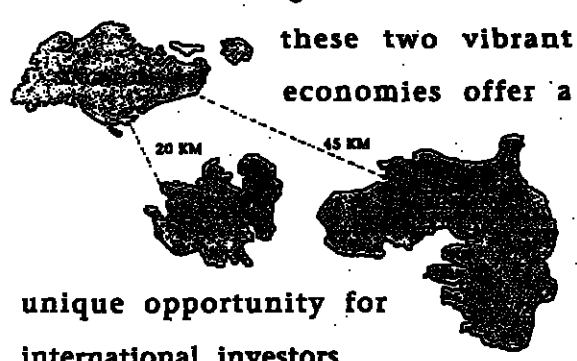 these two vibrant
economies offer a
20 KM
45 KM
unique opportunity for
international investors